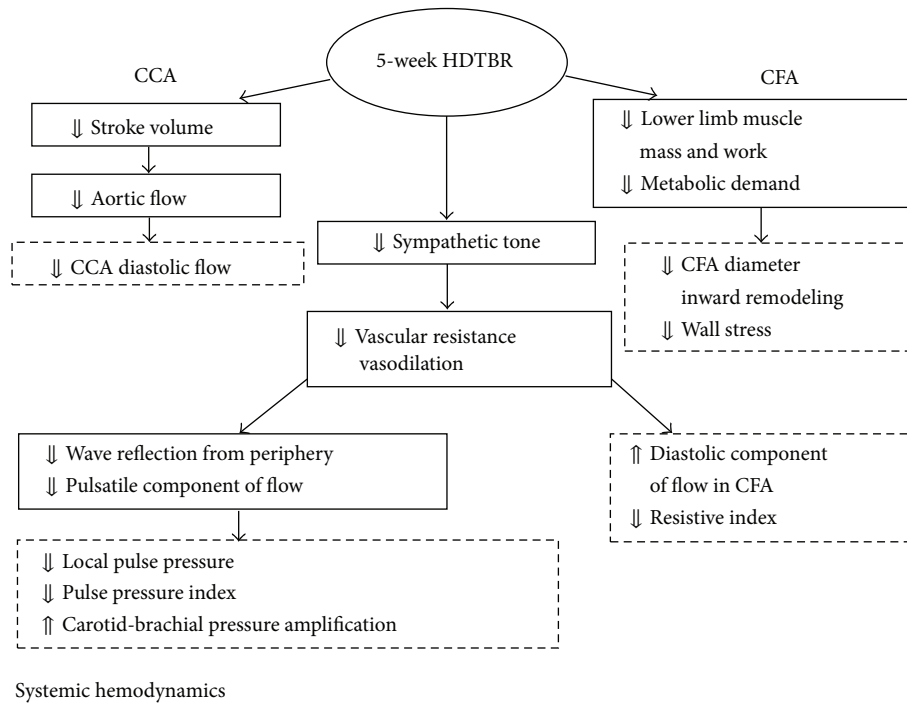 5-week HDTBR
CCA
CFA
⇓ Stroke volume
⇓ Lower limb muscle
mass and work
⇓ Metabolic demand
⇓ Aortic flow
⇓ Sympathetic tone
⇓ CCA diastolic flow
⇓ CFA diameter
inward remodeling
⇓ Wall stress
⇓ Vascular resistance
vasodilation
⇓ Wave reflection from periphery
⇓ Pulsatile component of flow
⇑ Diastolic component
of flow in CFA
⇓ Resistive index
⇓ Local pulse pressure
⇓ Pulse pressure index
⇑ Carotid-brachial pressure amplification
Systemic hemodynamics